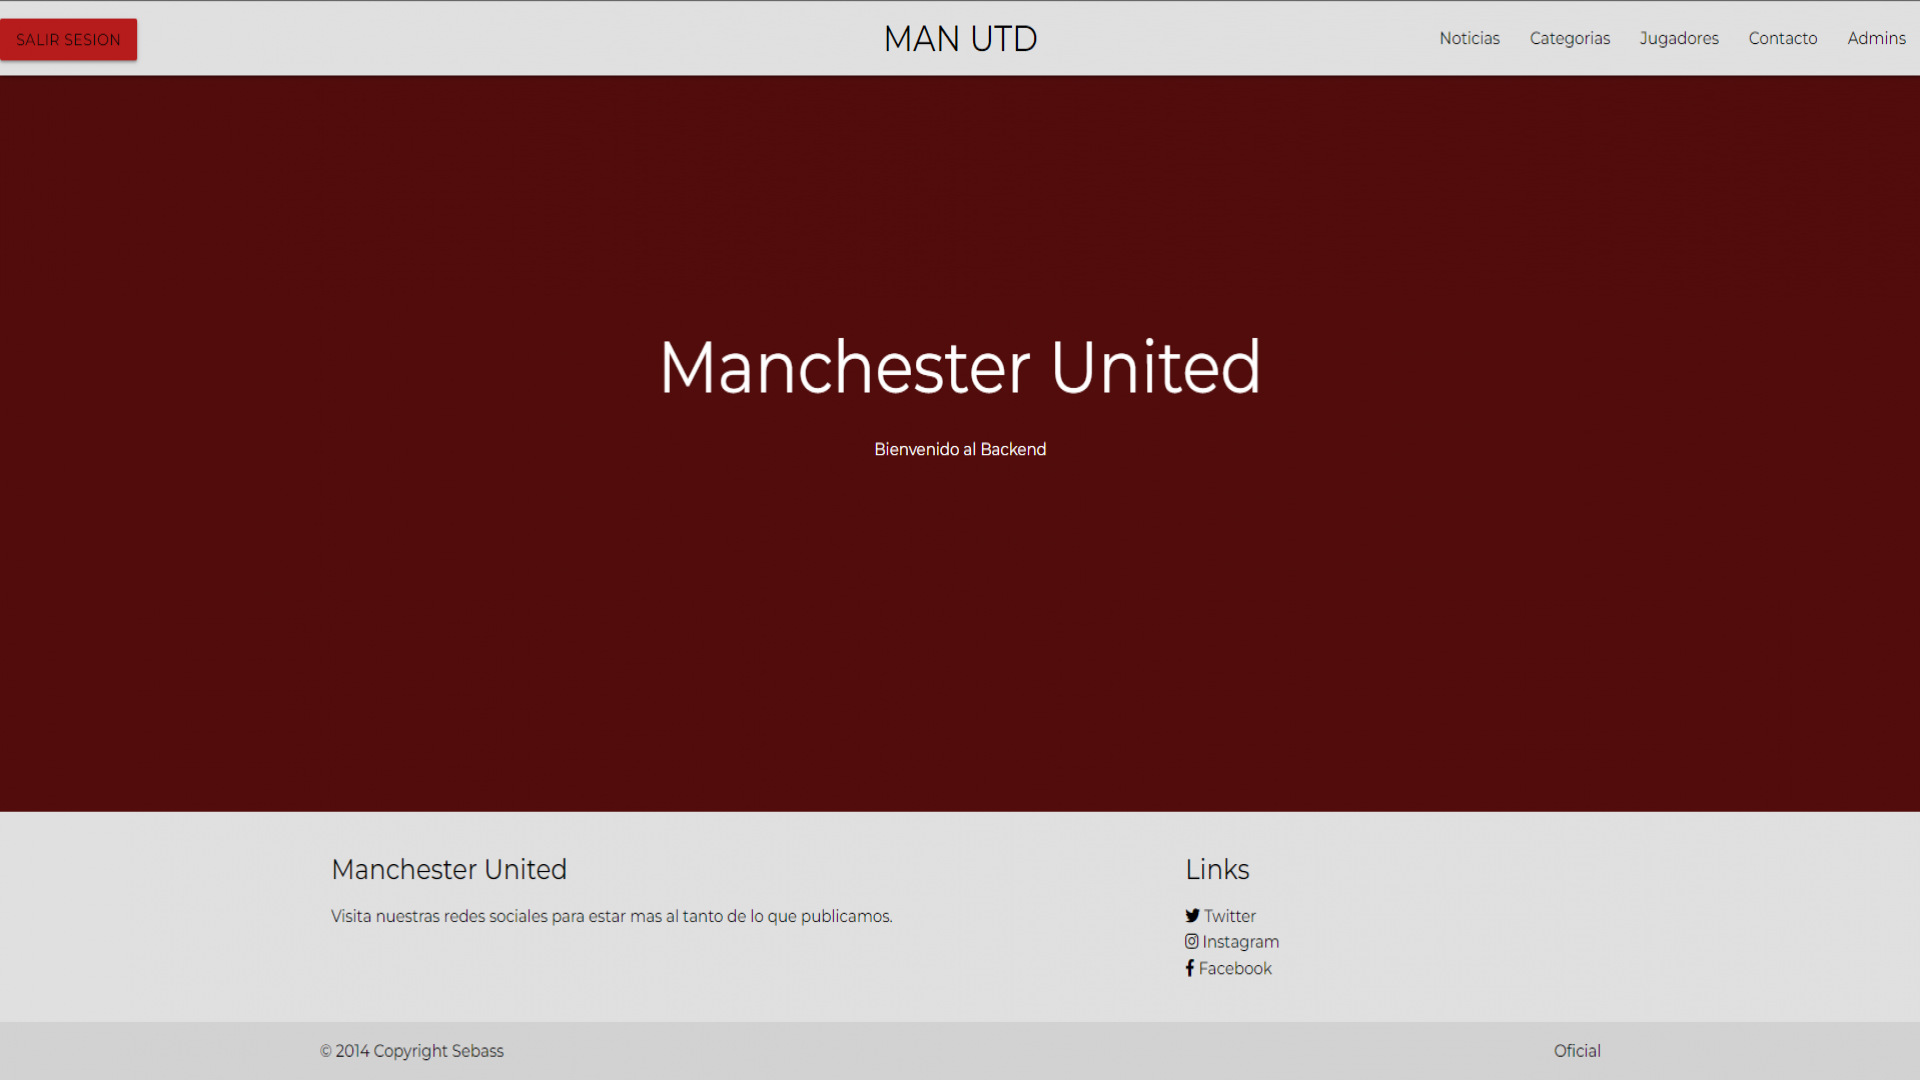 SALIR SESION
MAN UTD
Noticias
Categorias
Jugadores
Contacto
Admins
Manchester United
Bienvenido al Backend
Manchester United
Visita nuestras redes sociales para estar mas al tanto de lo que publicamos.
Links
Twitter
Instagram
Facebook
© 2014 Copyright Sebass
Oficial